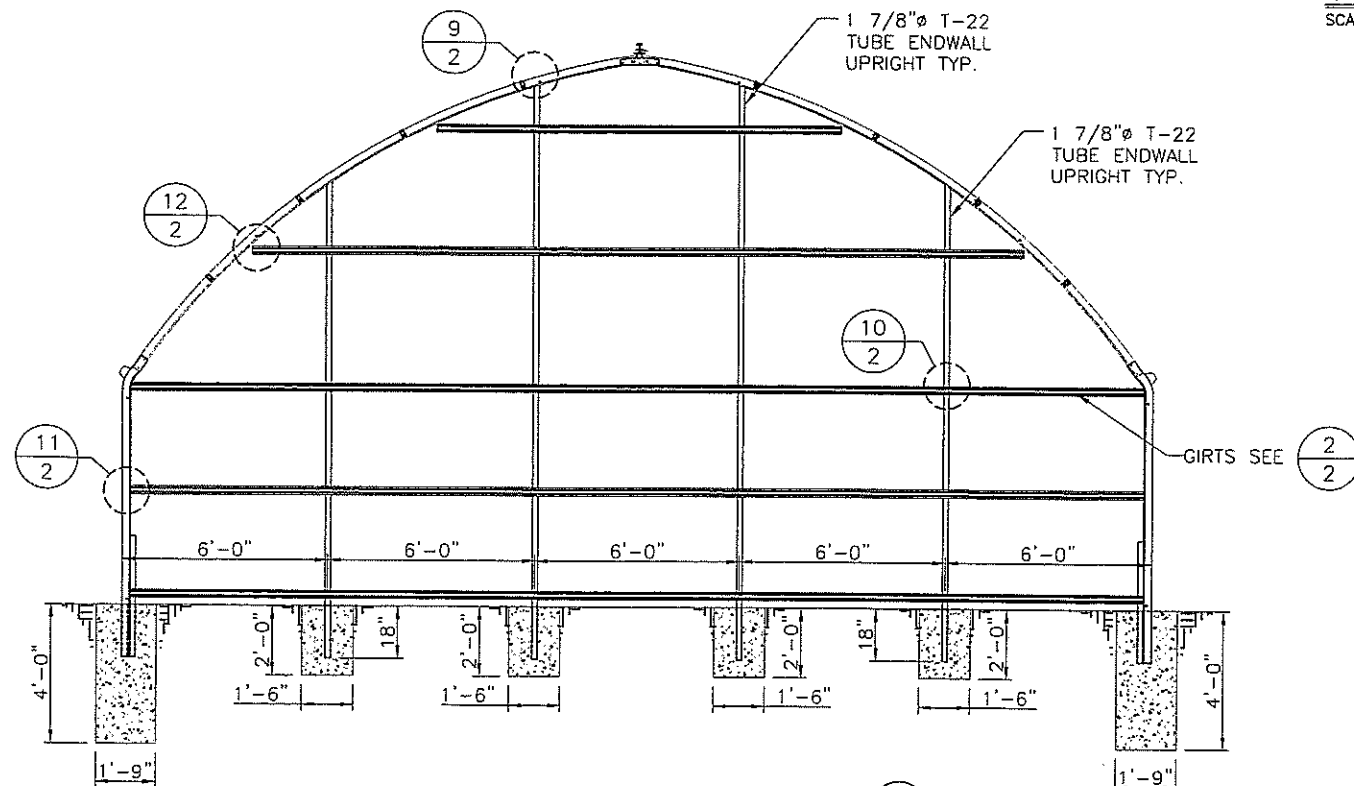 SCA
9
2
1 7/8"ø T-22
TUBE ENDWALL
UPRIGHT TYP.
1 7/8"ø T-22
TUBE ENDWALL
UPRIGHT TYP.
12
2
10
2
11
2
GIRTS SEE 2
2
6'-0" 6'-0" 6'-0" 6'-0" 6'-0"
4'-0" 2'-0" 18" 2'-0" 2'-0" 18" 2'-0" 4'-0"
1'-6" 1'-6" 1'-6" 1'-6"
1'-9" 1'-9"